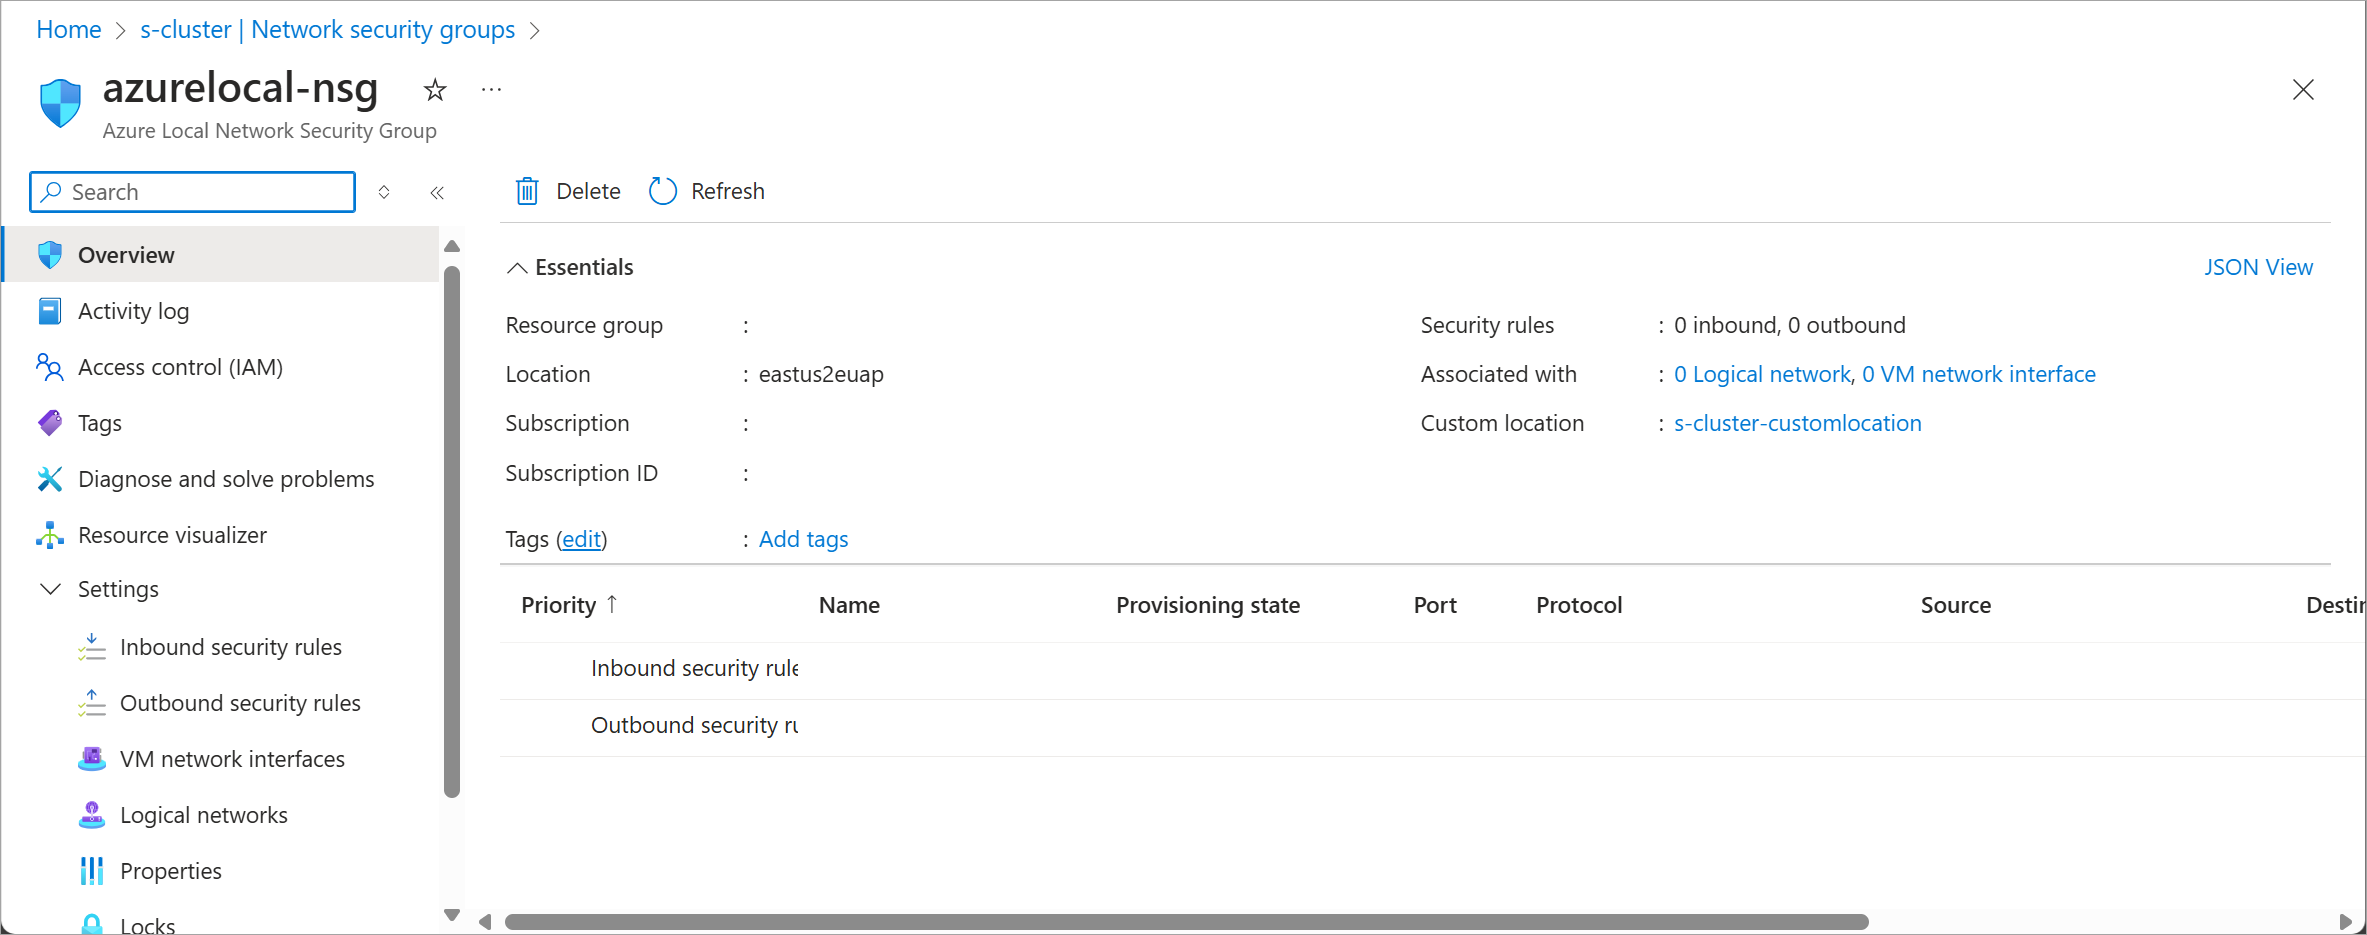 Home > s-cluster | Network security groups >
azurelocal-nsg
Azure Local Network Security Group
Search
Delete
Refresh
Overview
Activity log
Access control (IAM)
Tags
Diagnose and solve problems
Resource visualizer
Settings
Inbound security rules
Outbound security rules
VM network interfaces
Logical networks
Properties
Locks
Essentials
JSON View
Resource group :
Location : eastus2euap
Subscription :
Subscription ID :
Security rules : 0 inbound, 0 outbound
Associated with : 0 Logical network, 0 VM network interface
Custom location : s-cluster-customlocation
Tags (edit) : Add tags
Priority ↑ Name Provisioning state Port Protocol Source Destin
Inbound security rule
Outbound security ru